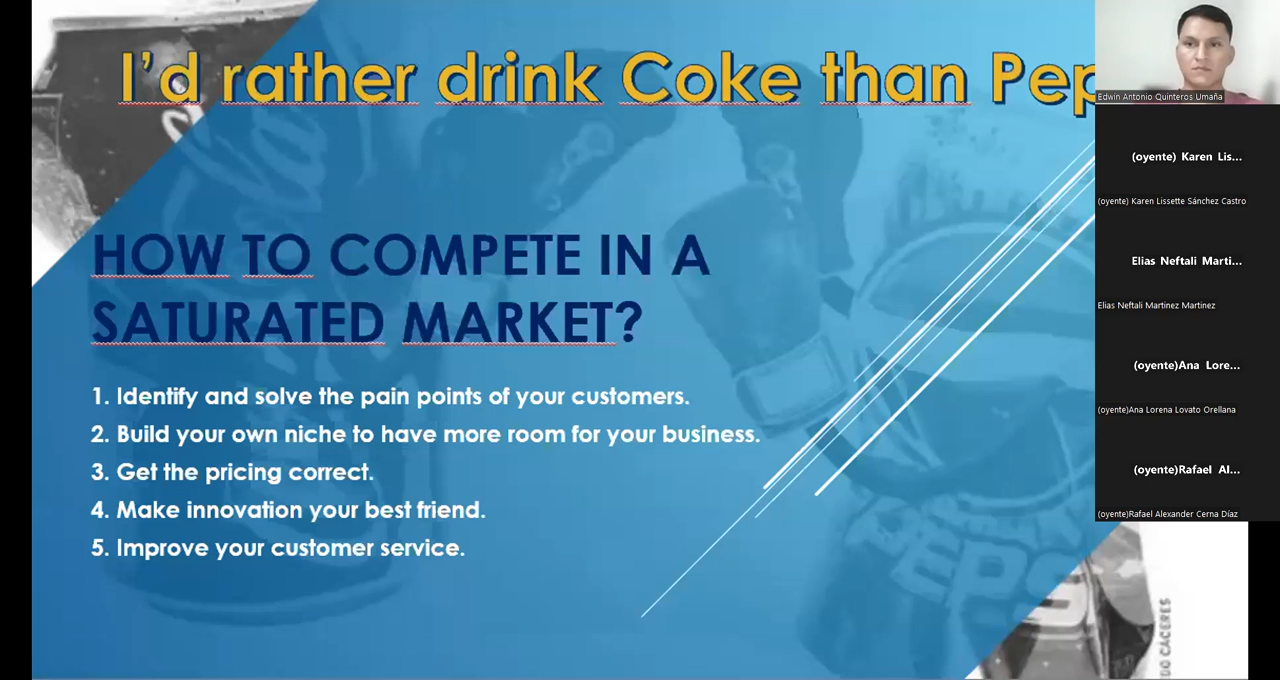 I'd rather drink Coke than Pep
HOW TO COMPETE IN A
SATURATED MARKET?
1. Identify and solve the pain points of your customers.
2. Build your own niche to have more room for your business.
3. Get the pricing correct.
4. Make innovation your best friend.
5. Improve your customer service.
PEPS
DO CÁCERES
Edwin Antonio Quinteros Umaña
(oyente) Karen Lis...
(oyente) Karen Lissette Sánchez Castro
Elias Neftali Marti...
Elias Neftali Martinez Martinez
(oyente)Ana Lore...
(oyente)Ana Lorena Lovato Orellana
(oyente)Rafael Al...
(oyente)Rafael Alexander Cerna Díaz